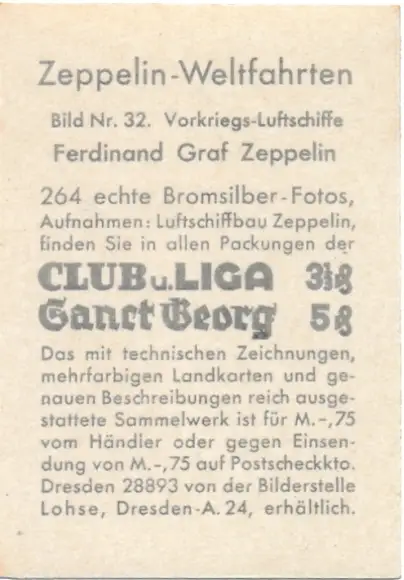 Zeppelin-Weltfahrten
Bild Nr. 32. Vorkriegs-Luftschiffe
Ferdinand Graf Zeppelin
264 echte Bromsilber-Fotos,
Aufnahmen: Luftschiffbau Zeppelin,
finden Sie in allen Packungen der
CLUB u. LIGA 3⅓ ₰
Sanct Georg 5 ₰
Das mit technischen Zeichnungen,
mehrfarbigen Landkarten und ge-
nauen Beschreibungen reich ausge-
stattete Sammelwerk ist für M.-,75
vom Händler oder gegen Einsen-
dung von M.-,75 auf Postscheckkto.
Dresden 28893 von der Bilderstelle
Lohse, Dresden-A. 24, erhältlich.